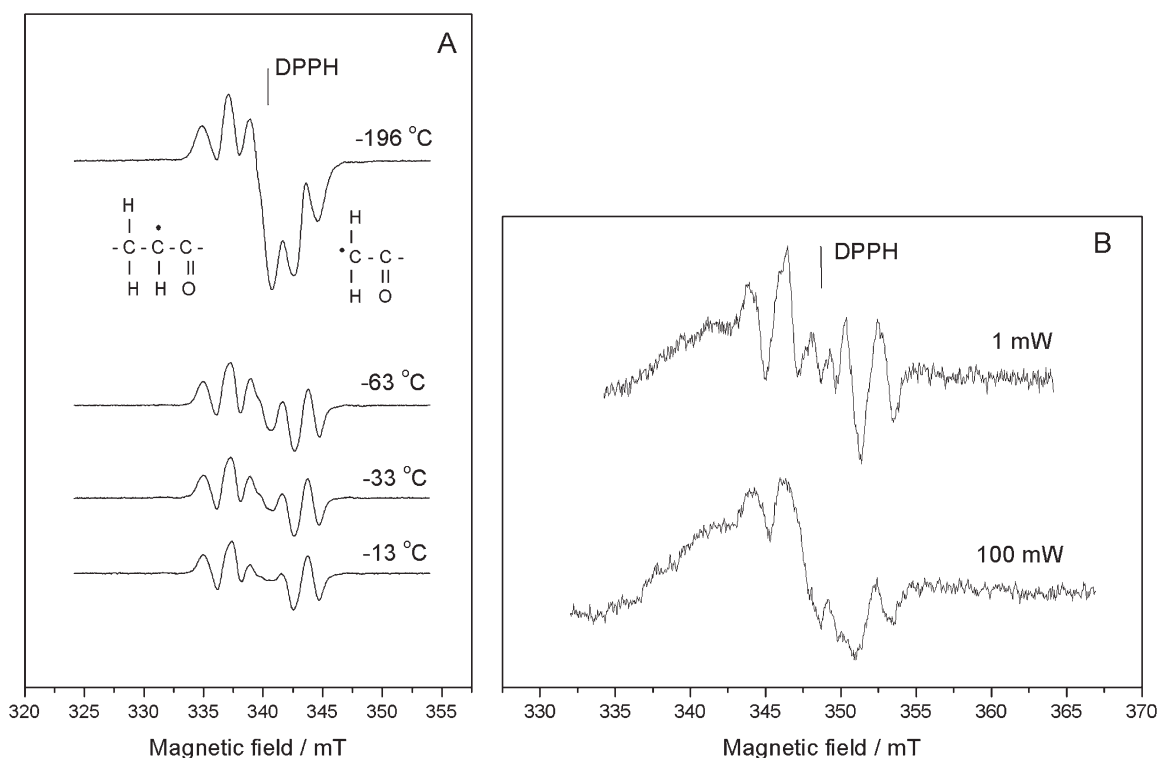 A
DPPH
-196 °C
H
- C - Ċ - C -
H H O
H
· C - C -
H O
-63 °C
-33 °C
-13 °C
320 325 330 335 340 345 350 355
Magnetic field / mT
B
DPPH
1 mW
100 mW
330 335 340 345 350 355 360 365 370
Magnetic field / mT